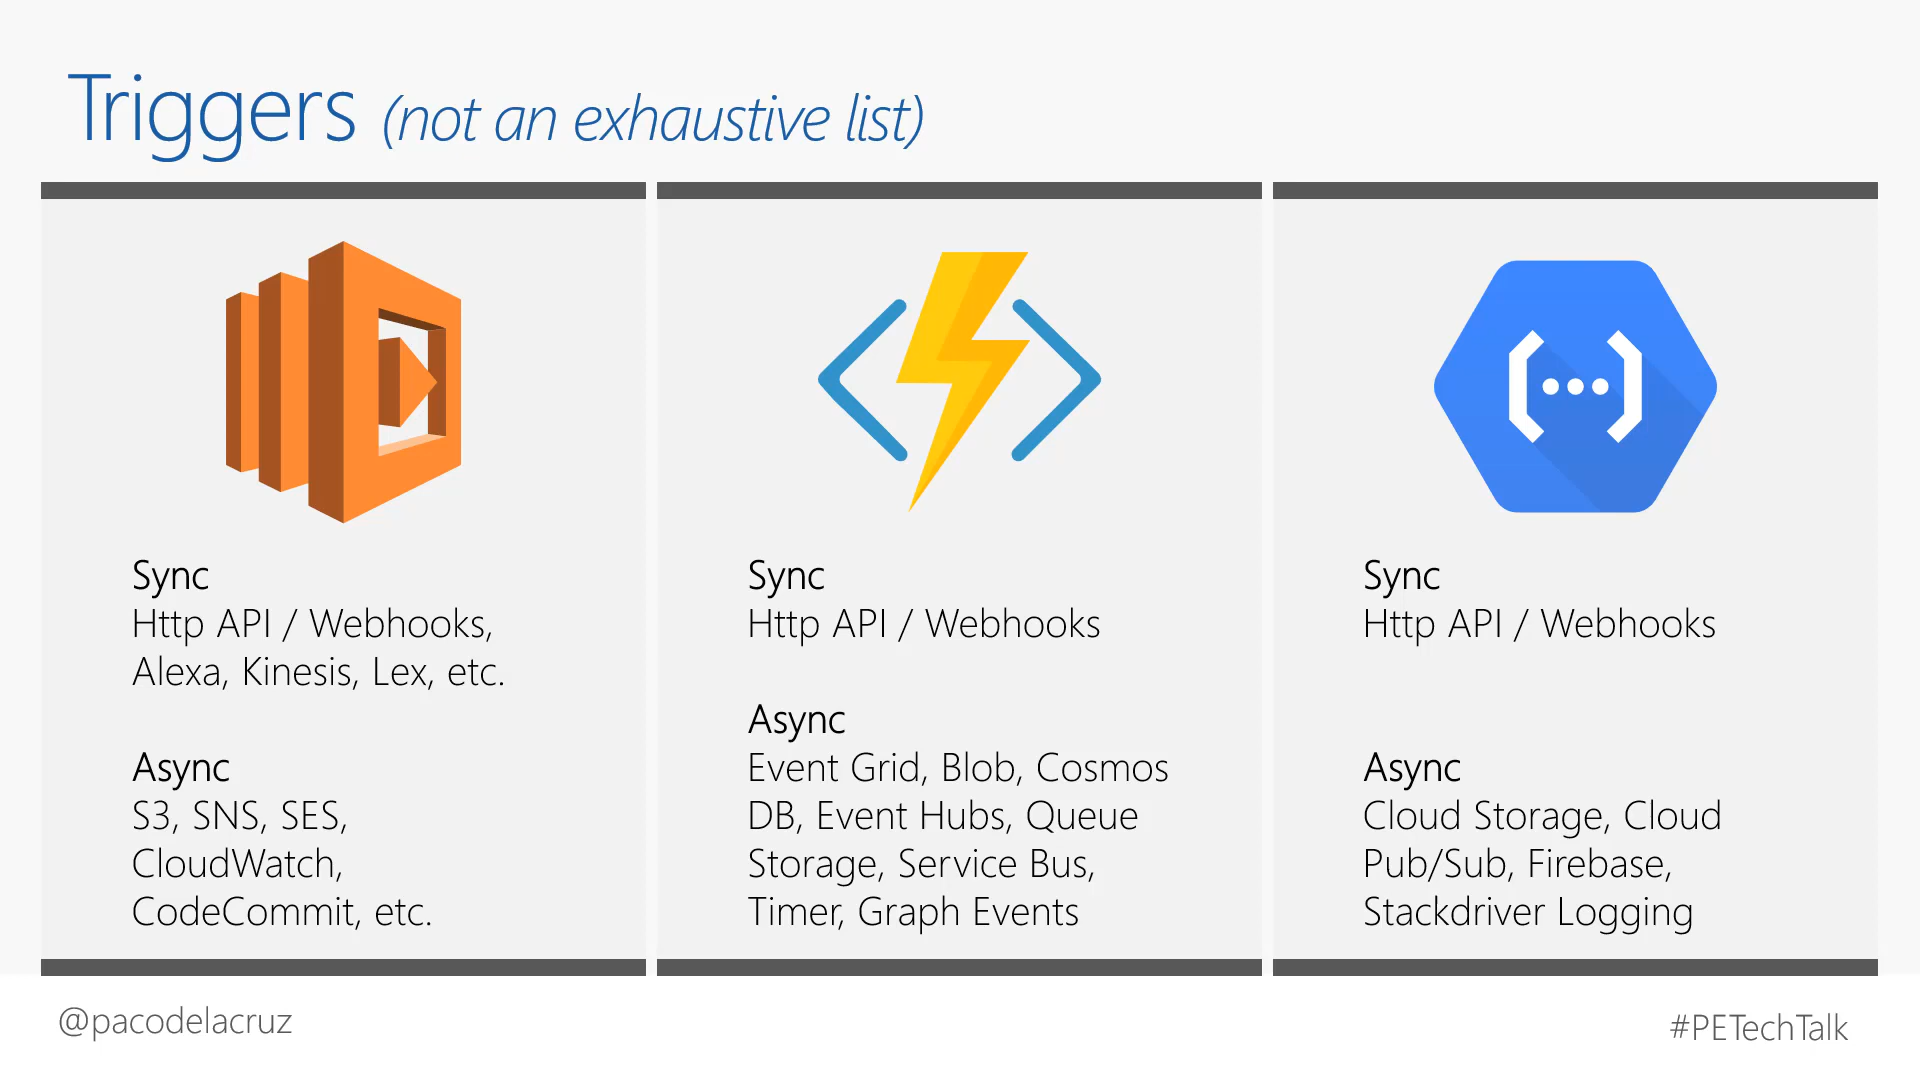 Triggers (not an exhaustive list)
Sync
Http API / Webhooks,
Alexa, Kinesis, Lex, etc.
Async
S3, SNS, SES,
CloudWatch,
CodeCommit, etc.
Sync
Http API / Webhooks
Async
Event Grid, Blob, Cosmos
DB, Event Hubs, Queue
Storage, Service Bus,
Timer, Graph Events
Sync
Http API / Webhooks
Async
Cloud Storage, Cloud
Pub/Sub, Firebase,
Stackdriver Logging
@pacodelacruz
#PETechTalk